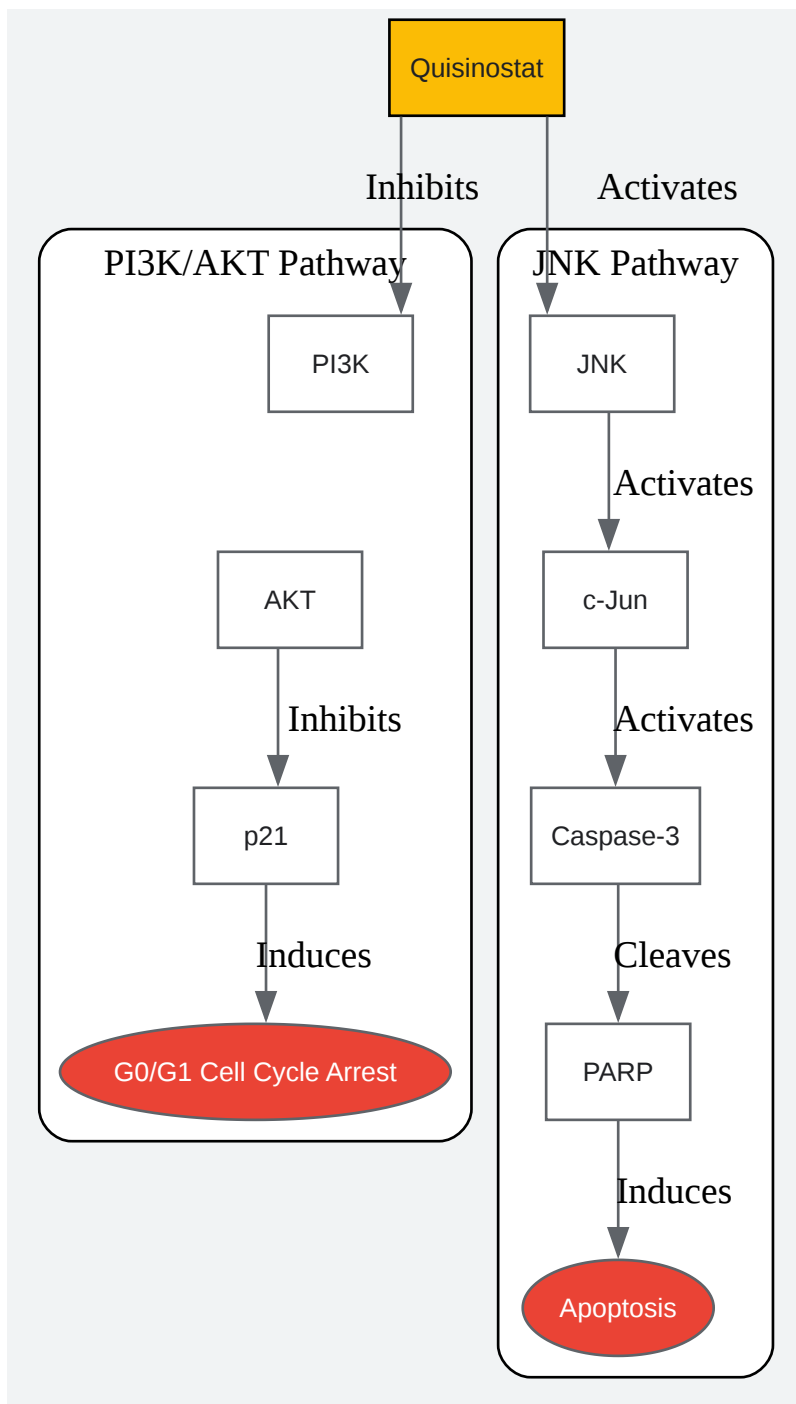 Quisinostat
Inhibits
Activates
PI3K/AKT Pathway
JNK Pathway
PI3K
JNK
Activates
AKT
c-Jun
Inhibits
Activates
p21
Caspase-3
Induces
Cleaves
G0/G1 Cell Cycle Arrest
PARP
Induces
Apoptosis